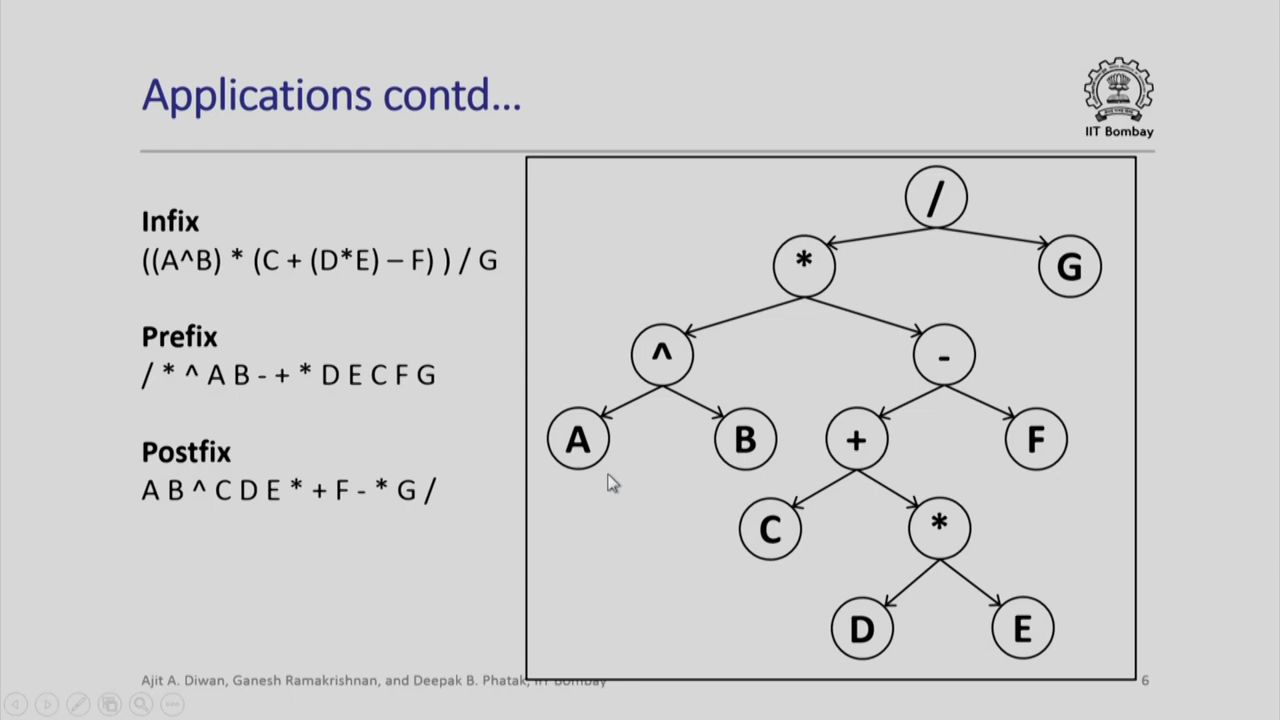 Applications contd...
IIT Bombay
Infix
((A^B) * (C + (D*E) – F) ) / G
Prefix
/ * ^ A B - + * D E C F G
Postfix
A B ^ C D E * + F - * G /
/
*
G
^
-
A
B
+
F
C
*
D
E
Ajit A. Diwan, Ganesh Ramakrishnan, and Deepak B. Phatak, IIT Bombay
6